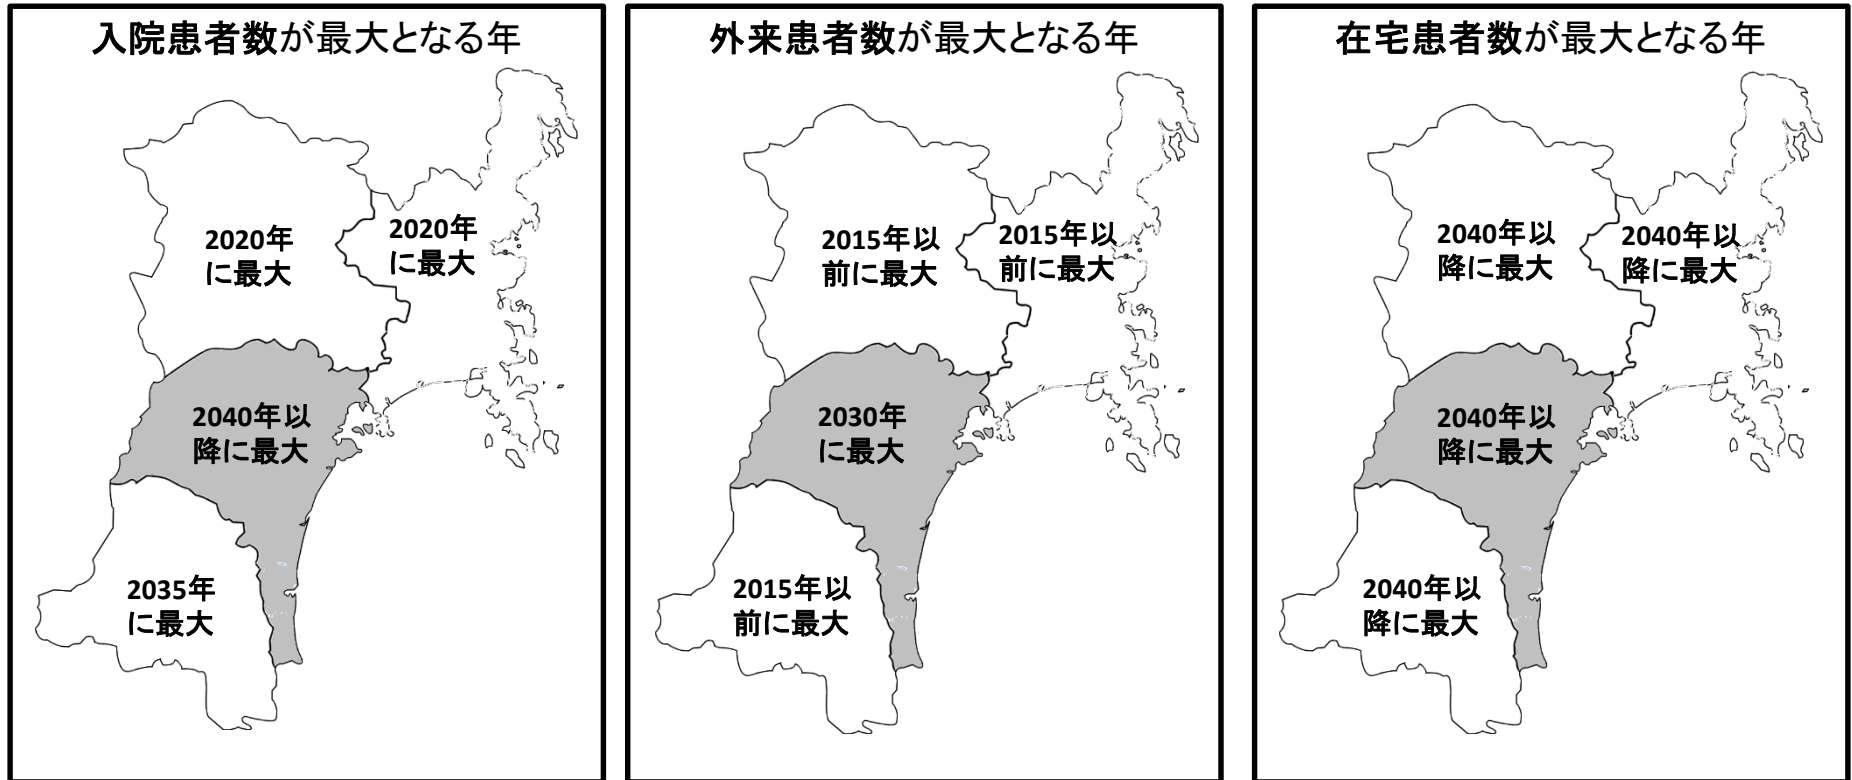 入院患者数が最大となる年
2020年
に最大
2020年
に最大
2040年以
降に最大
2035年
に最大
外来患者数が最大となる年
2015年以
前に最大
2015年以
前に最大
2030年
に最大
2015年以
前に最大
在宅患者数が最大となる年
2040年以
降に最大
2040年以
降に最大
2040年以
降に最大
2040年以
降に最大